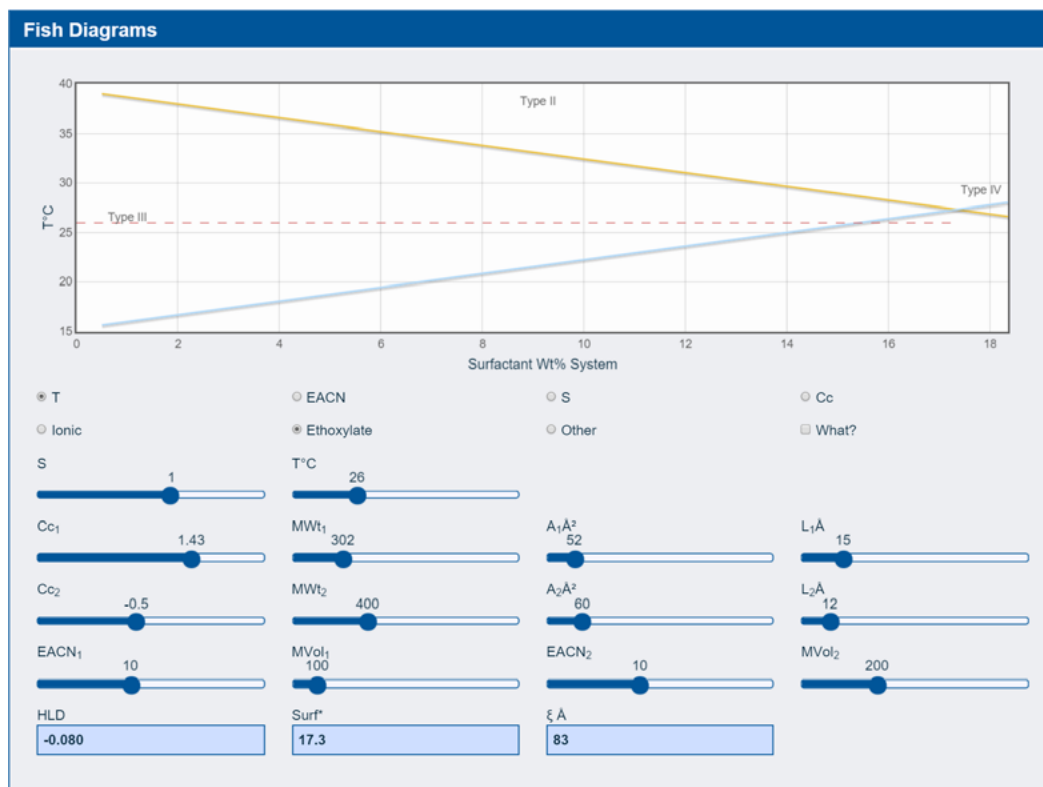 Fish Diagrams
40
35
30
25
20
15
T°C
Type II
Type III
Type IV
0 2 4 6 8 10 12 14 16 18
Surfactant Wt% System
T EACN S Cc
Ionic Ethoxylate Other What?
S T°C
1 26
Cc₁ MWt₁ A₁Å² L₁Å
1.43 302 52 15
Cc₂ MWt₂ A₂Å² L₂Å
-0.5 400 60 12
EACN₁ MVol₁ EACN₂ MVol₂
10 100 10 200
HLD Surf* ξ Å
-0.080 17.3 83